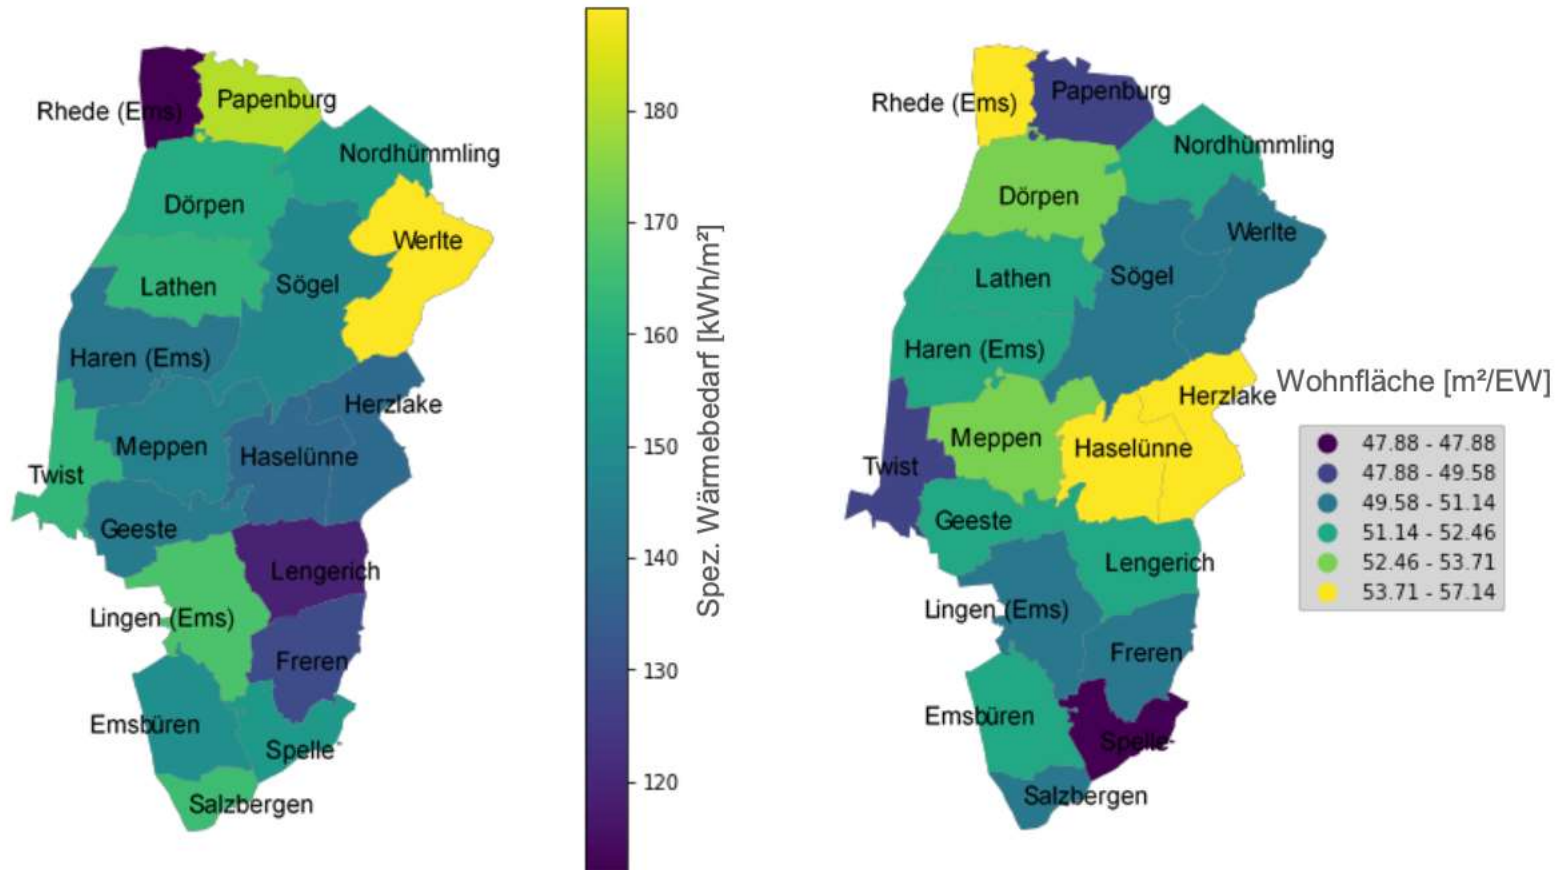 Rhede (Ems)
Papenburg
Nordhümmling
Dörpen
Werlte
Lathen
Sögel
Haren (Ems)
Herzlake
Meppen
Haselünne
Twist
Geeste
Lengerich
Lingen (Ems)
Freren
Emsbüren
Spelle
Salzbergen
180
170
160
150
140
130
120
Spez. Wärmebedarf [kWh/m²]
Rhede (Ems)
Papenburg
Nordhümmling
Dörpen
Werlte
Lathen
Sögel
Haren (Ems)
Herzlake
Meppen
Haselünne
Twist
Geeste
Lengerich
Lingen (Ems)
Freren
Emsbüren
Spelle
Salzbergen
Wohnfläche [m²/EW]
47.88 - 47.88
47.88 - 49.58
49.58 - 51.14
51.14 - 52.46
52.46 - 53.71
53.71 - 57.14